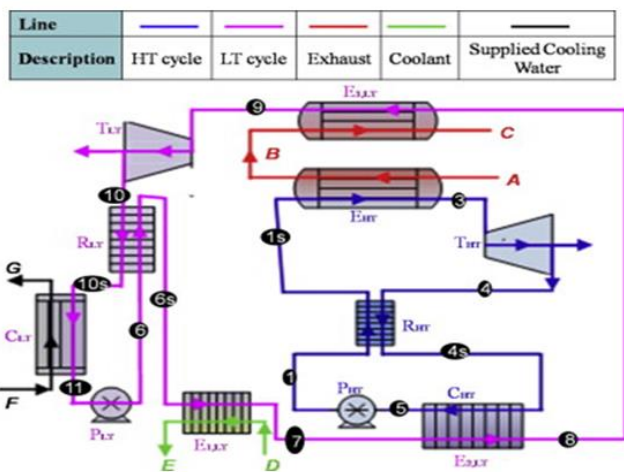 Line
Description HT cycle LT cycle Exhaust Coolant Supplied Cooling Water
9 E3,LT C
TLT
B
A
10 EHT 3
RLT 1s THT
G 10s 6s 4
CLT 6 RHT
4s
11 1
F PLT PHT 5 CHT
7 8
E D
E1,LT E2,LT